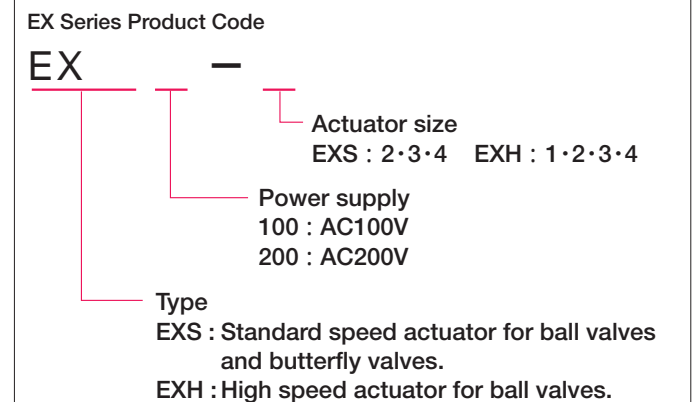 EX Series Product Code
EX –
Actuator size
EXS : 2・3・4 EXH : 1・2・3・4
Power supply
100 : AC100V
200 : AC200V
Type
EXS : Standard speed actuator for ball valves
and butterfly valves.
EXH : High speed actuator for ball valves.